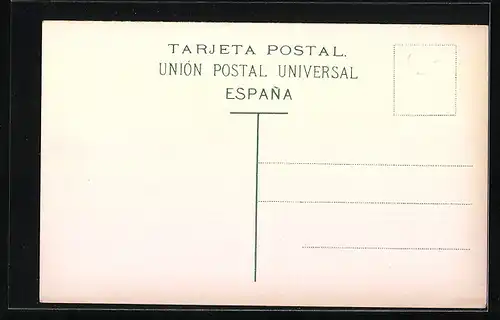 TARJETA POSTAL.
UNIÓN POSTAL UNIVERSAL
ESPAÑA